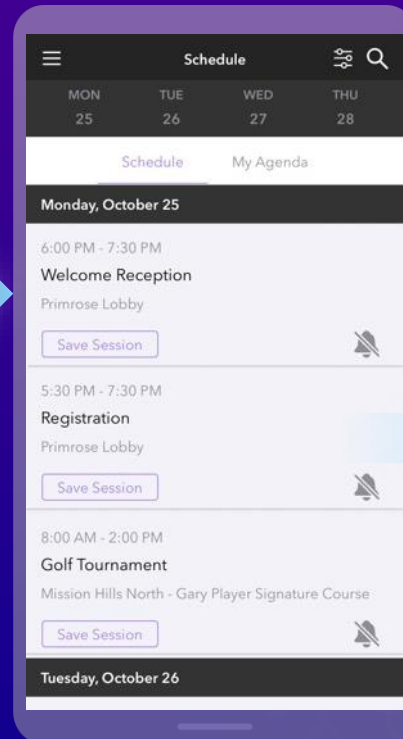 Schedule
MON TUE WED THU
25 26 27 28
Schedule My Agenda
Monday, October 25
6:00 PM - 7:30 PM
Welcome Reception
Primrose Lobby
Save Session
5:30 PM - 7:30 PM
Registration
Primrose Lobby
Save Session
8:00 AM - 2:00 PM
Golf Tournament
Mission Hills North - Gary Player Signature Course
Save Session
Tuesday, October 26